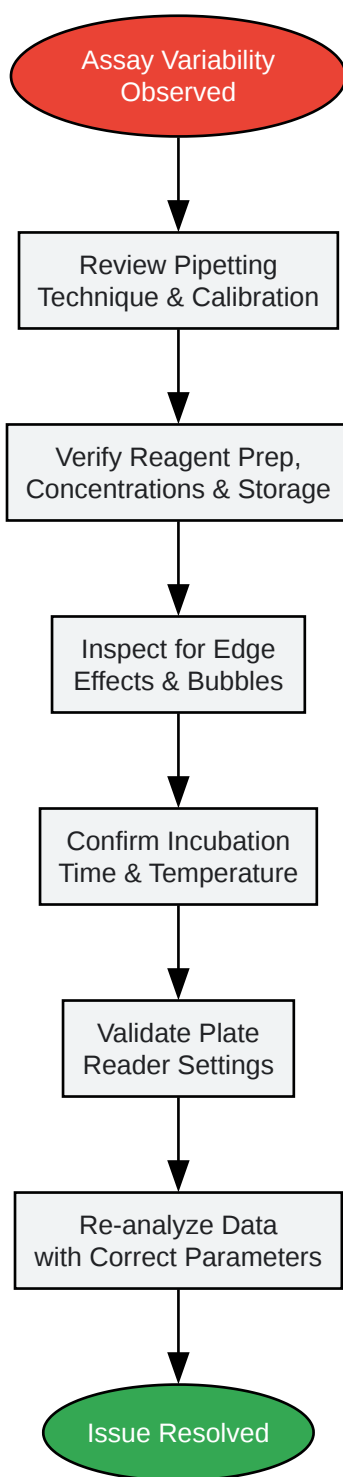 Assay Variability
Observed
Review Pipetting
Technique & Calibration
Verify Reagent Prep,
Concentrations & Storage
Inspect for Edge
Effects & Bubbles
Confirm Incubation
Time & Temperature
Validate Plate
Reader Settings
Re-analyze Data
with Correct Parameters
Issue Resolved